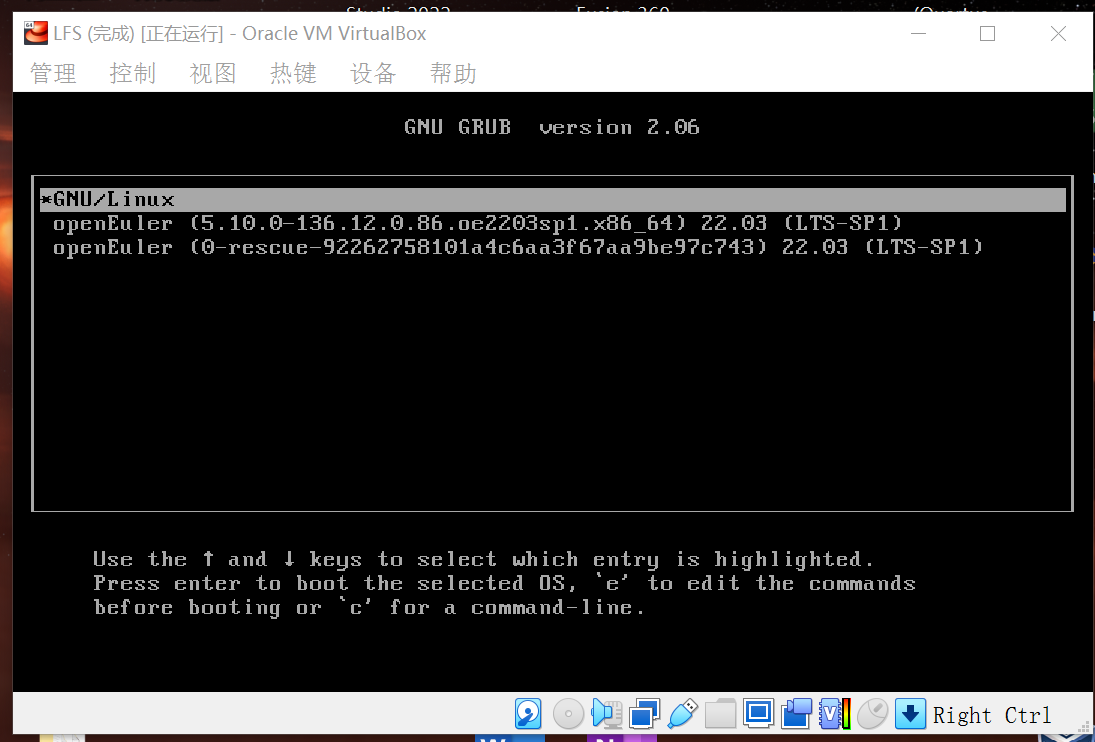 LFS (完成) [正在运行] - Oracle VM VirtualBox
管理 控制 视图 热键 设备 帮助
GNU GRUB version 2.06
*GNU/Linux
openEuler (5.10.0-136.12.0.86.oe2203sp1.x86_64) 22.03 (LTS-SP1)
openEuler (0-rescue-92262758101a4c6aa3f67aa9be97c743) 22.03 (LTS-SP1)
Use the ↑ and ↓ keys to select which entry is highlighted.
Press enter to boot the selected OS, `e' to edit the commands
before booting or `c' for a command-line.
Right Ctrl